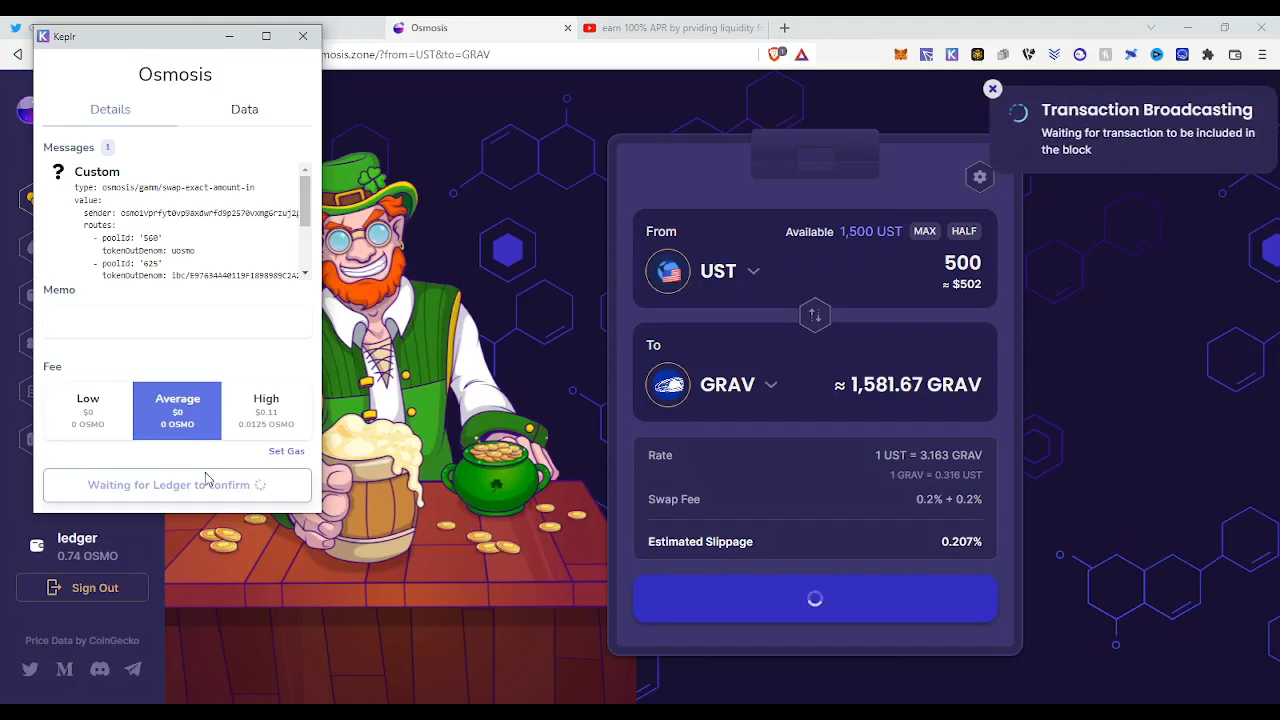 Keplr
Osmosis
earn 100% APR by prviding liquidity fo
osmosis.zone/?from=UST&to=GRAV
Osmosis
Details
Data
Messages 1
Custom
type: osmosis/gamm/swap-exact-amount-in
value:
routes:
- poolId: '560'
tokenOutDenom: uosmo
- poolId: '625'
tokenOutDenom: ibc/E97634A40119F1898989C2A2
Memo
Fee
Low
$0
0 OSMO
Average
$0
0 OSMO
High
$0.11
0.0125 OSMO
Set Gas
Waiting for Ledger to confirm
ledger
0.74 OSMO
Sign Out
Price Data by CoinGecko
Transaction Broadcasting
Waiting for transaction to be included in
the block
From
Available 1,500 UST MAX HALF
UST
500
≈ $502
To
GRAV
≈ 1,581.67 GRAV
Rate
1 UST = 3.163 GRAV
1 GRAV = 0.316 UST
Swap Fee
0.2% + 0.2%
Estimated Slippage
0.207%